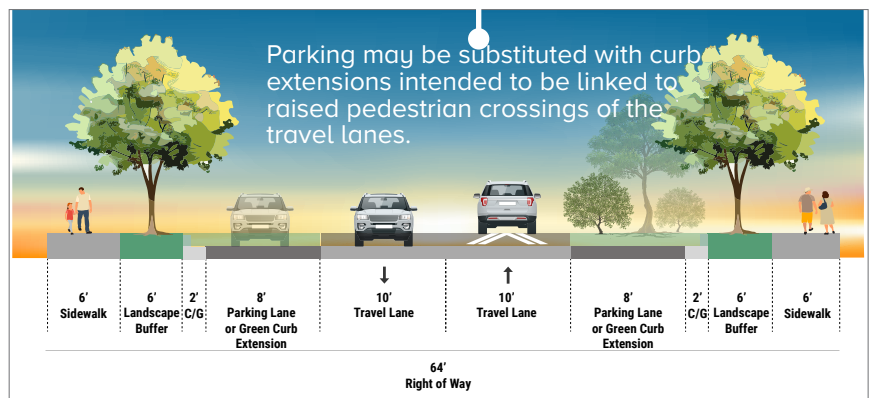 Parking may be substituted with curb
extensions intended to be linked to
raised pedestrian crossings of the
travel lanes.
6’
Sidewalk
6’
Landscape
Buffer
2’
C/G
8’
Parking Lane
or Green Curb
Extension
10’
Travel Lane
10’
Travel Lane
8’
Parking Lane
or Green Curb
Extension
2’
C/G
6’
Landscape
Buffer
6’
Sidewalk
64’
Right of Way